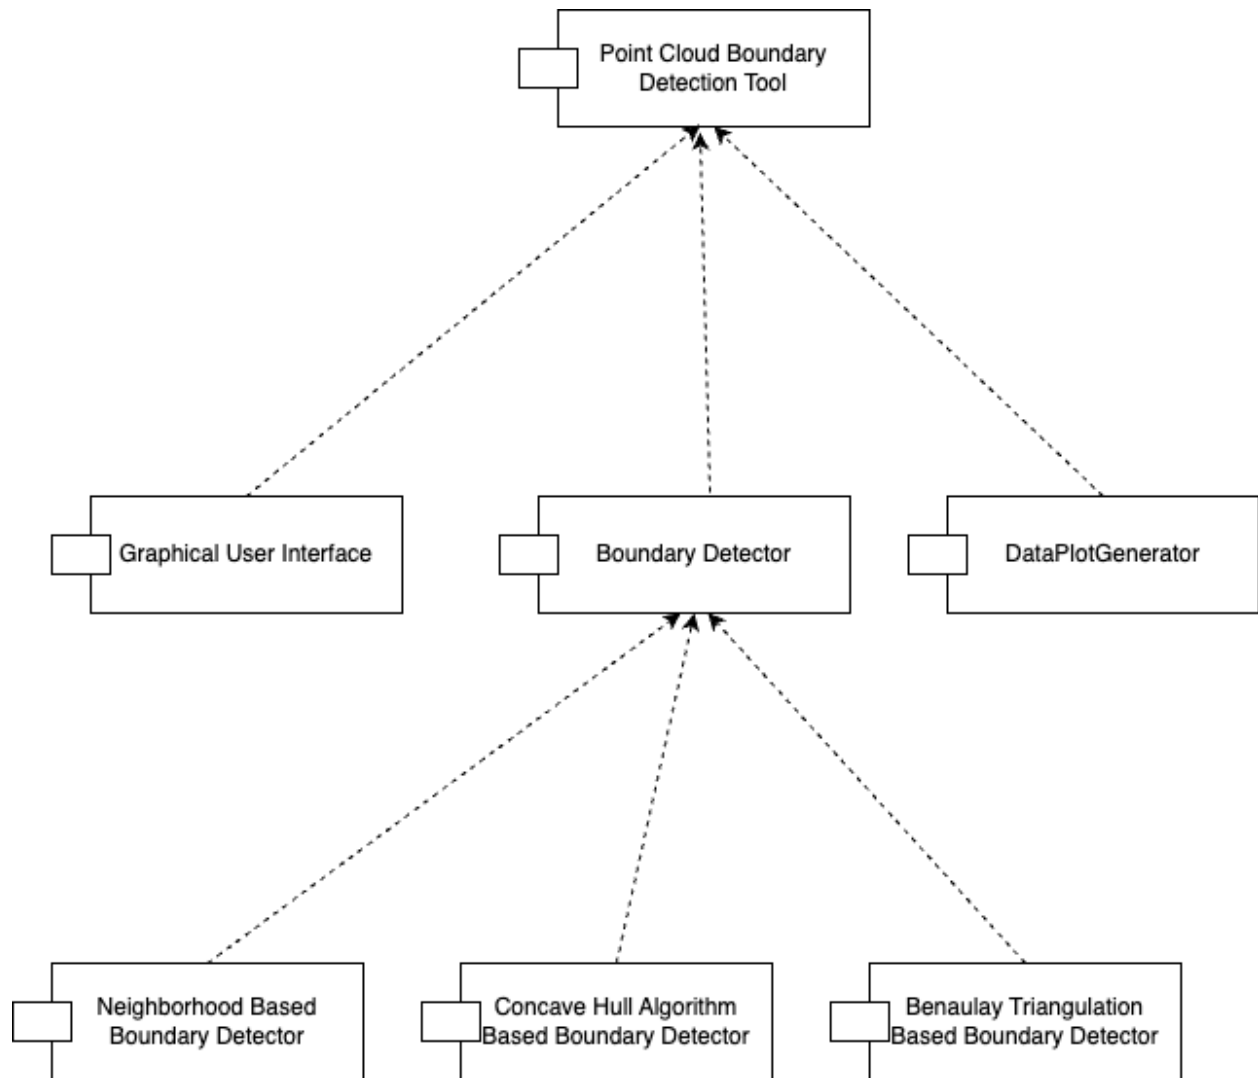 Point Cloud Boundary
Detection Tool
Graphical User Interface
Boundary Detector
DataPlotGenerator
Neighborhood Based
Boundary Detector
Concave Hull Algorithm
Based Boundary Detector
Benaulay Triangulation
Based Boundary Detector